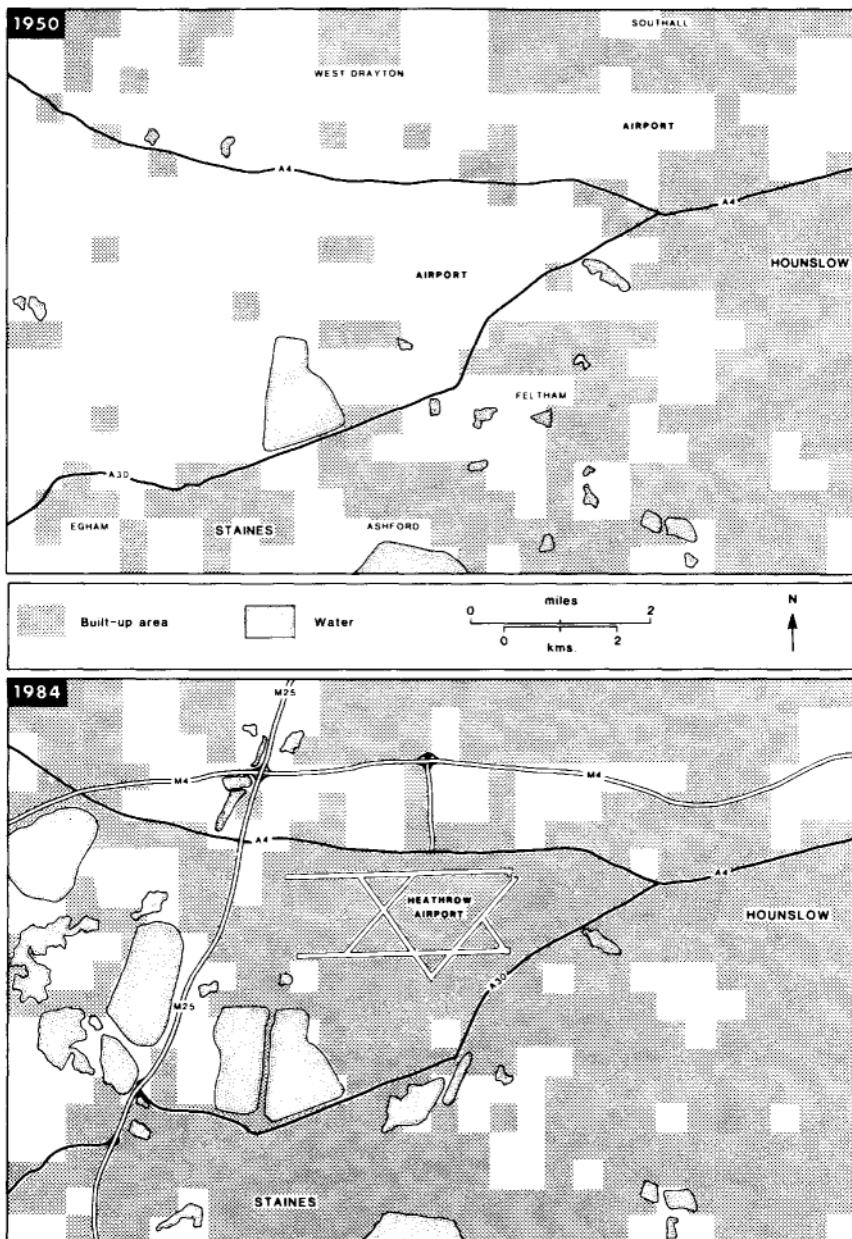 1950
SOUTHALL
WEST DRAYTON
AIRPORT
A4
A4
HOUNSLOW
AIRPORT
FELTHAM
A30
EGHAM
STAINES
ASHFORD
Built-up area
Water
0 miles 2
0 kms. 2
N
1984
M25
M4
M4
A4
A4
HEATHROW
AIRPORT
HOUNSLOW
A30
M25
STAINES